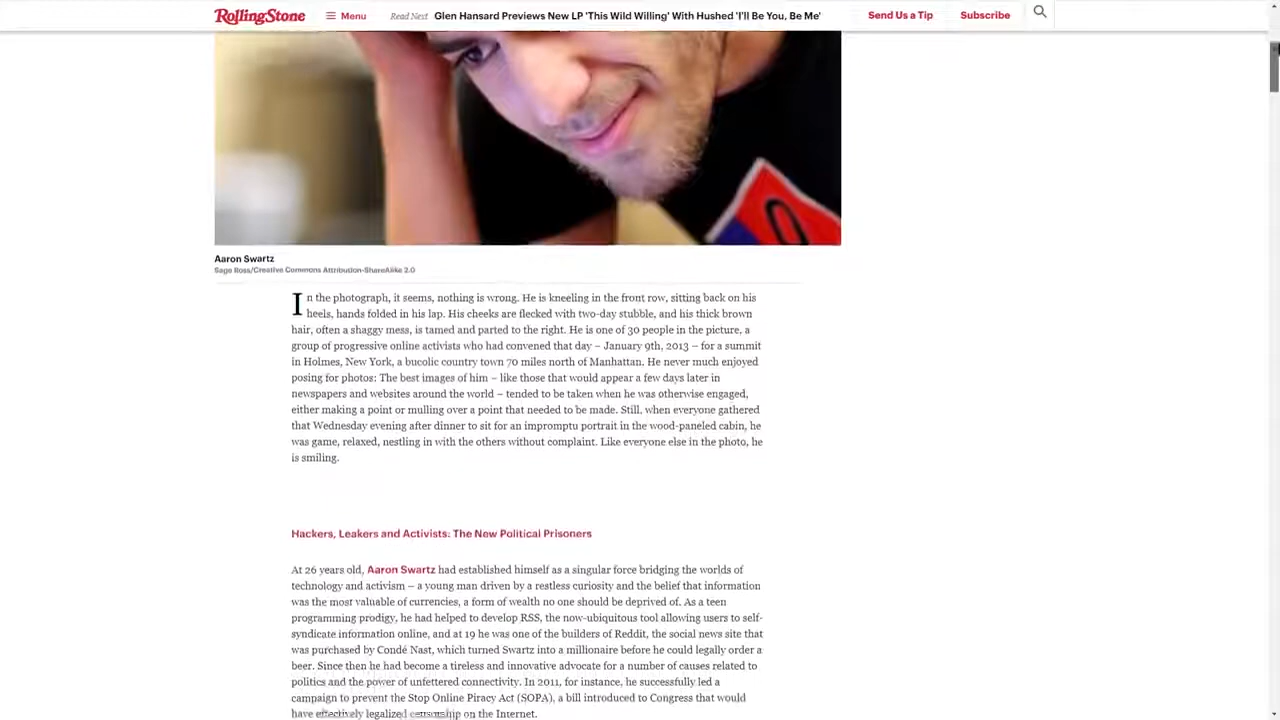 RollingStone
Menu
Read Next Glen Hansard Previews New LP 'This Wild Willing' With Hushed 'I'll Be You, Be Me'
Send Us a Tip
Subscribe
Aaron Swartz
Sage Ross/Creative Commons Attribution-ShareAlike 2.0
In the photograph, it seems, nothing is wrong. He is kneeling in the front row, sitting back on his
heels, hands folded in his lap. His cheeks are flecked with two-day stubble, and his thick brown
hair, often a shaggy mess, is tamed and parted to the right. He is one of 30 people in the picture, a
group of progressive online activists who had convened that day – January 9th, 2013 – for a summit
in Holmes, New York, a bucolic country town 70 miles north of Manhattan. He never much enjoyed
posing for photos: The best images of him – like those that would appear a few days later in
newspapers and websites around the world – tended to be taken when he was otherwise engaged,
either making a point or mulling over a point that needed to be made. Still, when everyone gathered
that Wednesday evening after dinner to sit for an impromptu portrait in the wood-paneled cabin, he
was game, relaxed, nestling in with the others without complaint. Like everyone else in the photo, he
is smiling.
Hackers, Leakers and Activists: The New Political Prisoners
At 26 years old, Aaron Swartz had established himself as a singular force bridging the worlds of
technology and activism – a young man driven by a restless curiosity and the belief that information
was the most valuable of currencies, a form of wealth no one should be deprived of. As a teen
programming prodigy, he had helped to develop RSS, the now-ubiquitous tool allowing users to self-
syndicate information online, and at 19 he was one of the builders of Reddit, the social news site that
was purchased by Condé Nast, which turned Swartz into a millionaire before he could legally order a
beer. Since then he had become a tireless and innovative advocate for a number of causes related to
politics and the power of unfettered connectivity. In 2011, for instance, he successfully led a
campaign to prevent the Stop Online Piracy Act (SOPA), a bill introduced to Congress that would
have effectively legalized censorship on the Internet.